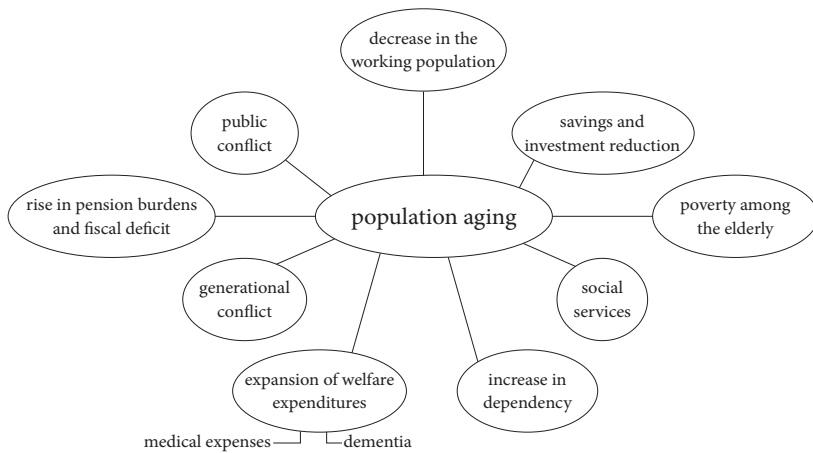 decrease in the
working population
public
conflict
savings and
investment reduction
rise in pension burdens
and fiscal deficit
population aging
poverty among
the elderly
generational
conflict
social
services
expansion of welfare
expenditures
increase in
dependency
medical expenses
dementia